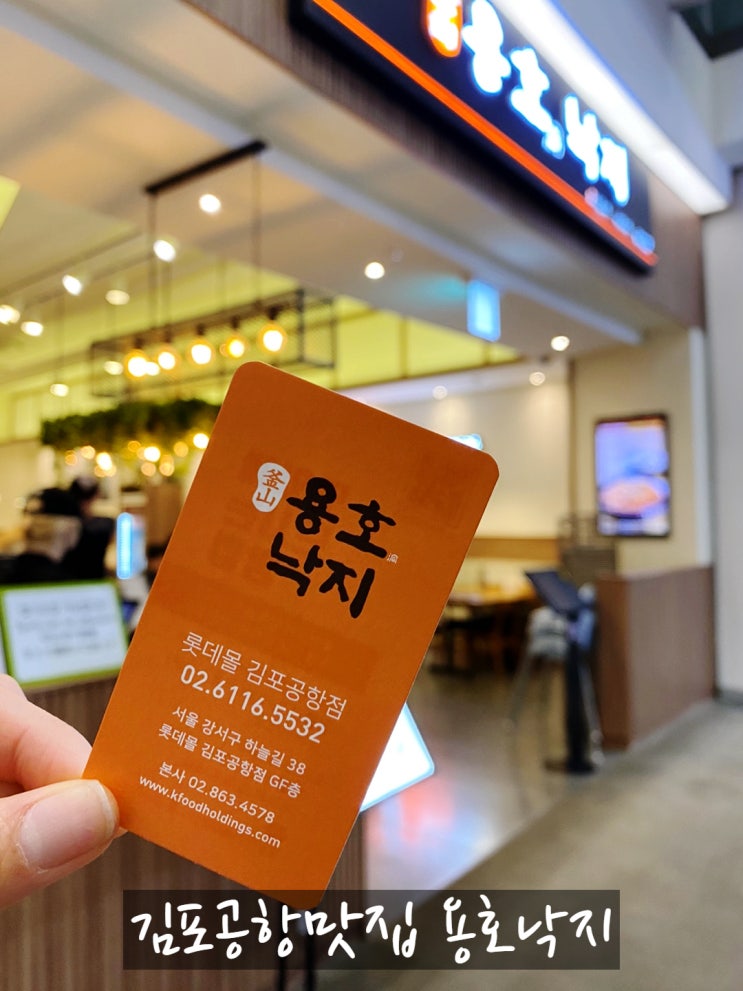 용호낙지
釜山
용호
낙지
롯데몰 김포공항점
02.6116.5532
서울 강서구 하늘길 38
롯데몰 김포공항점 GF층
본사 02.863.4578
www.kfoodholdings.com
김포공항맛집 용호낙지